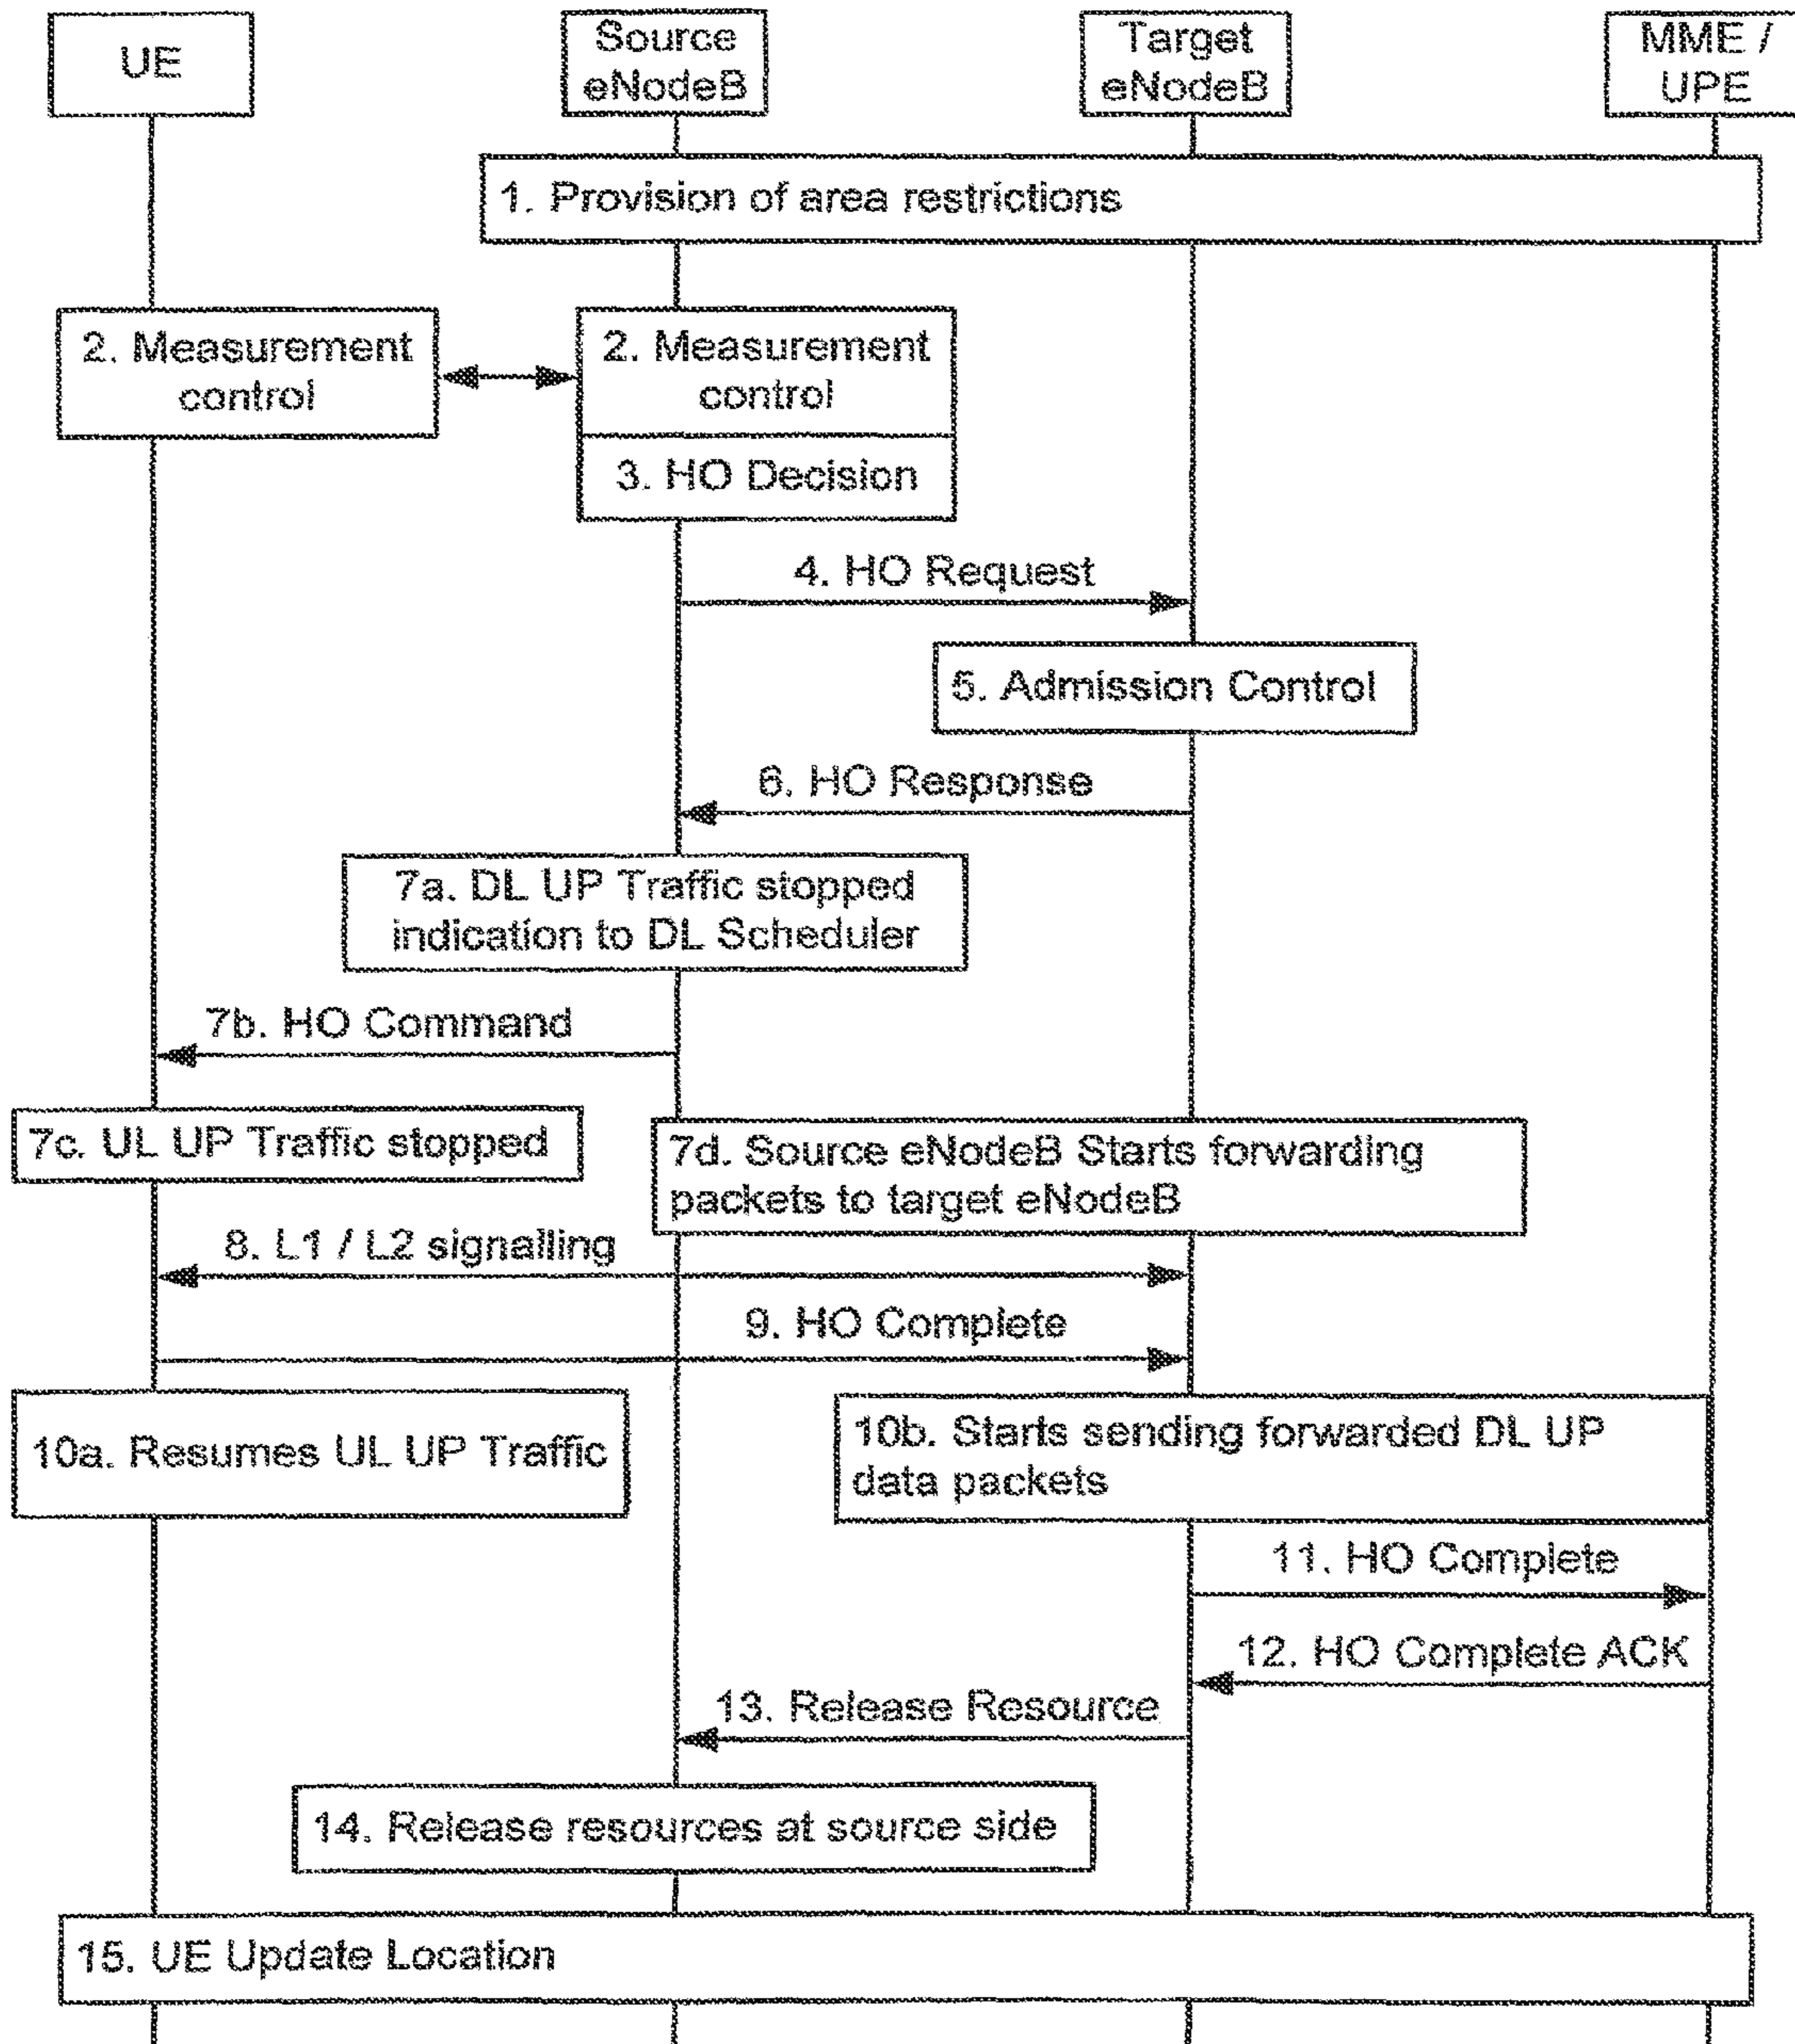 UE
Source
eNodeB
Target
eNodeB
MME /
UPE
1. Provision of area restrictions
2. Measurement
control
2. Measurement
control
3. HO Decision
4. HO Request
5. Admission Control
6. HO Response
7a. DL UP Traffic stopped
indication to DL Scheduler
7b. HO Command
7c. UL UP Traffic stopped
7d. Source eNodeB Starts forwarding
packets to target eNodeB
8. L1 / L2 signalling
9. HO Complete
10a. Resumes UL UP Traffic
10b. Starts sending forwarded DL UP
data packets
11. HO Complete
12. HO Complete ACK
13. Release Resource
14. Release resources at source side
15. UE Update Location